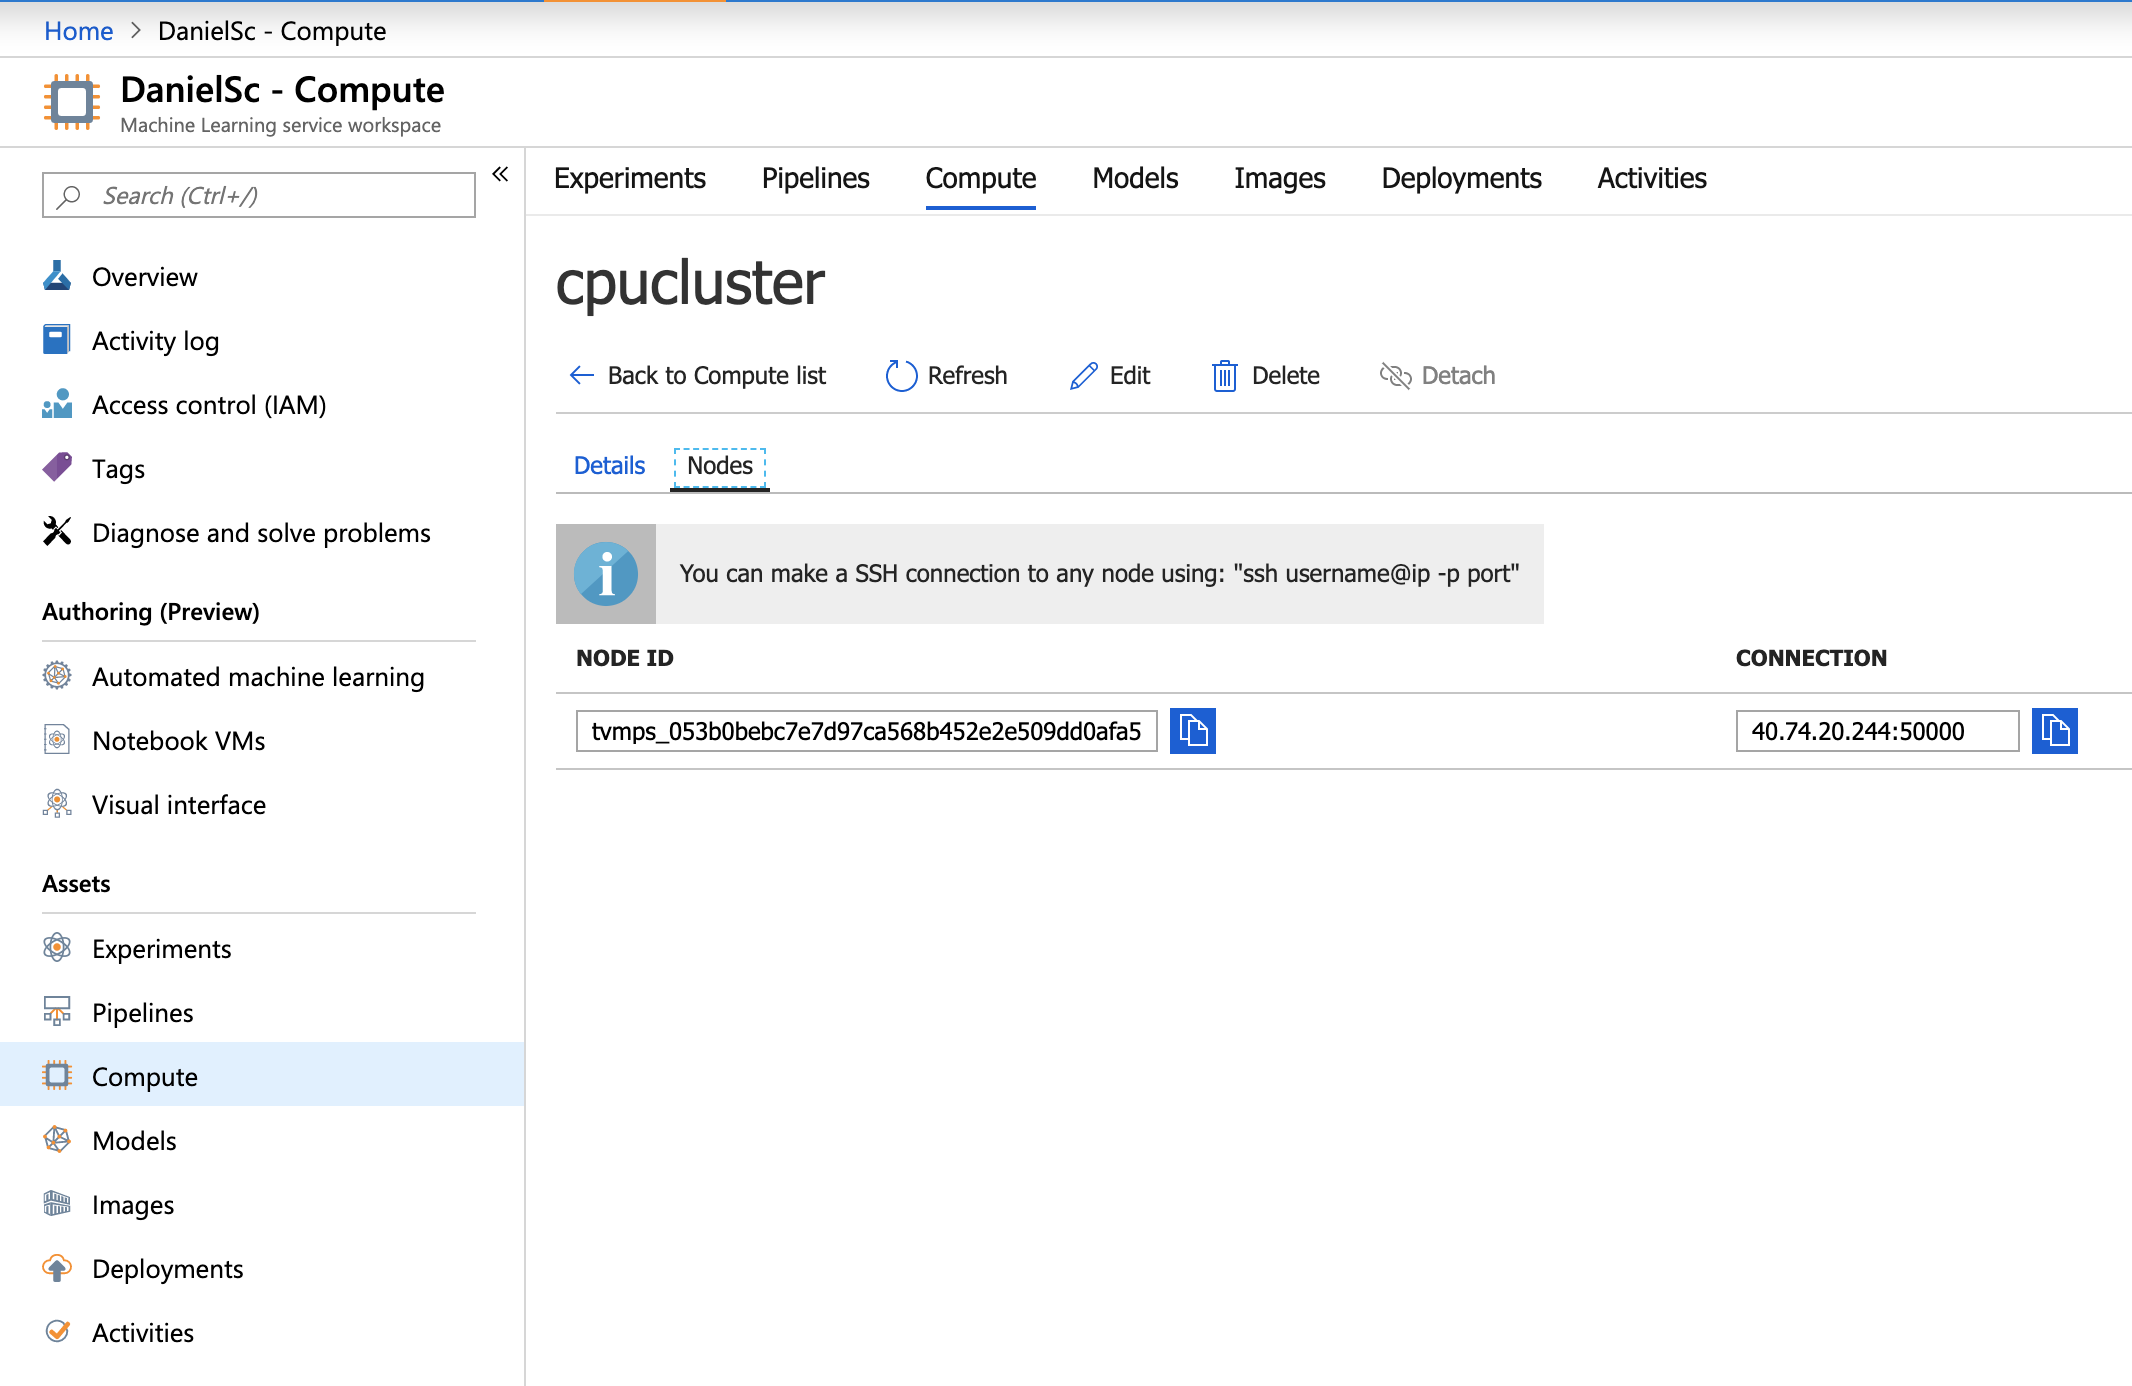 Home > DanielSc - Compute
DanielSc - Compute
Machine Learning service workspace
Search (Ctrl+/)
«
Overview
Activity log
Access control (IAM)
Tags
Diagnose and solve problems
Authoring (Preview)
Automated machine learning
Notebook VMs
Visual interface
Assets
Experiments
Pipelines
Compute
Models
Images
Deployments
Activities
Experiments Pipelines Compute Models Images Deployments Activities
cpucluster
Back to Compute list Refresh Edit Delete Detach
Details Nodes
You can make a SSH connection to any node using: "ssh username@ip -p port"
NODE ID CONNECTION
tvmps_053b0bebc7e7d97ca568b452e2e509dd0afa5 40.74.20.244:50000